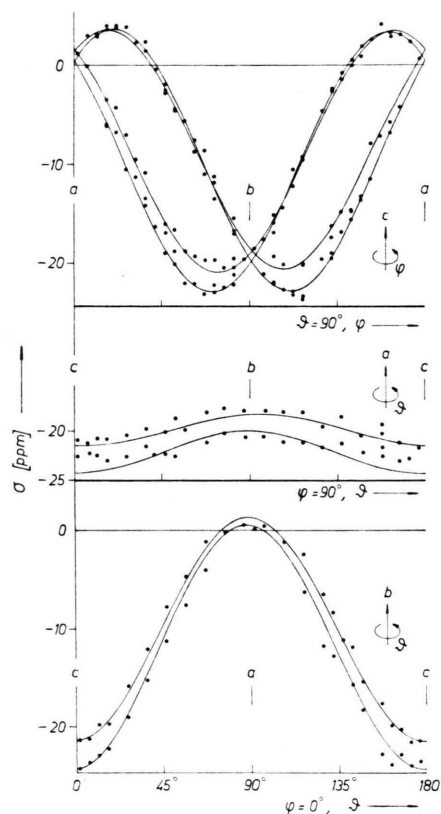 0
-10
a b a
c
φ
-20
ϑ = 90°, φ
c b c
a
ϑ
-20
-25
φ = 90°, ϑ
σ [ppm]
0
b
ϑ
-10
c a c
-20
0 45° 90° 135° 180
φ = 0°, ϑ